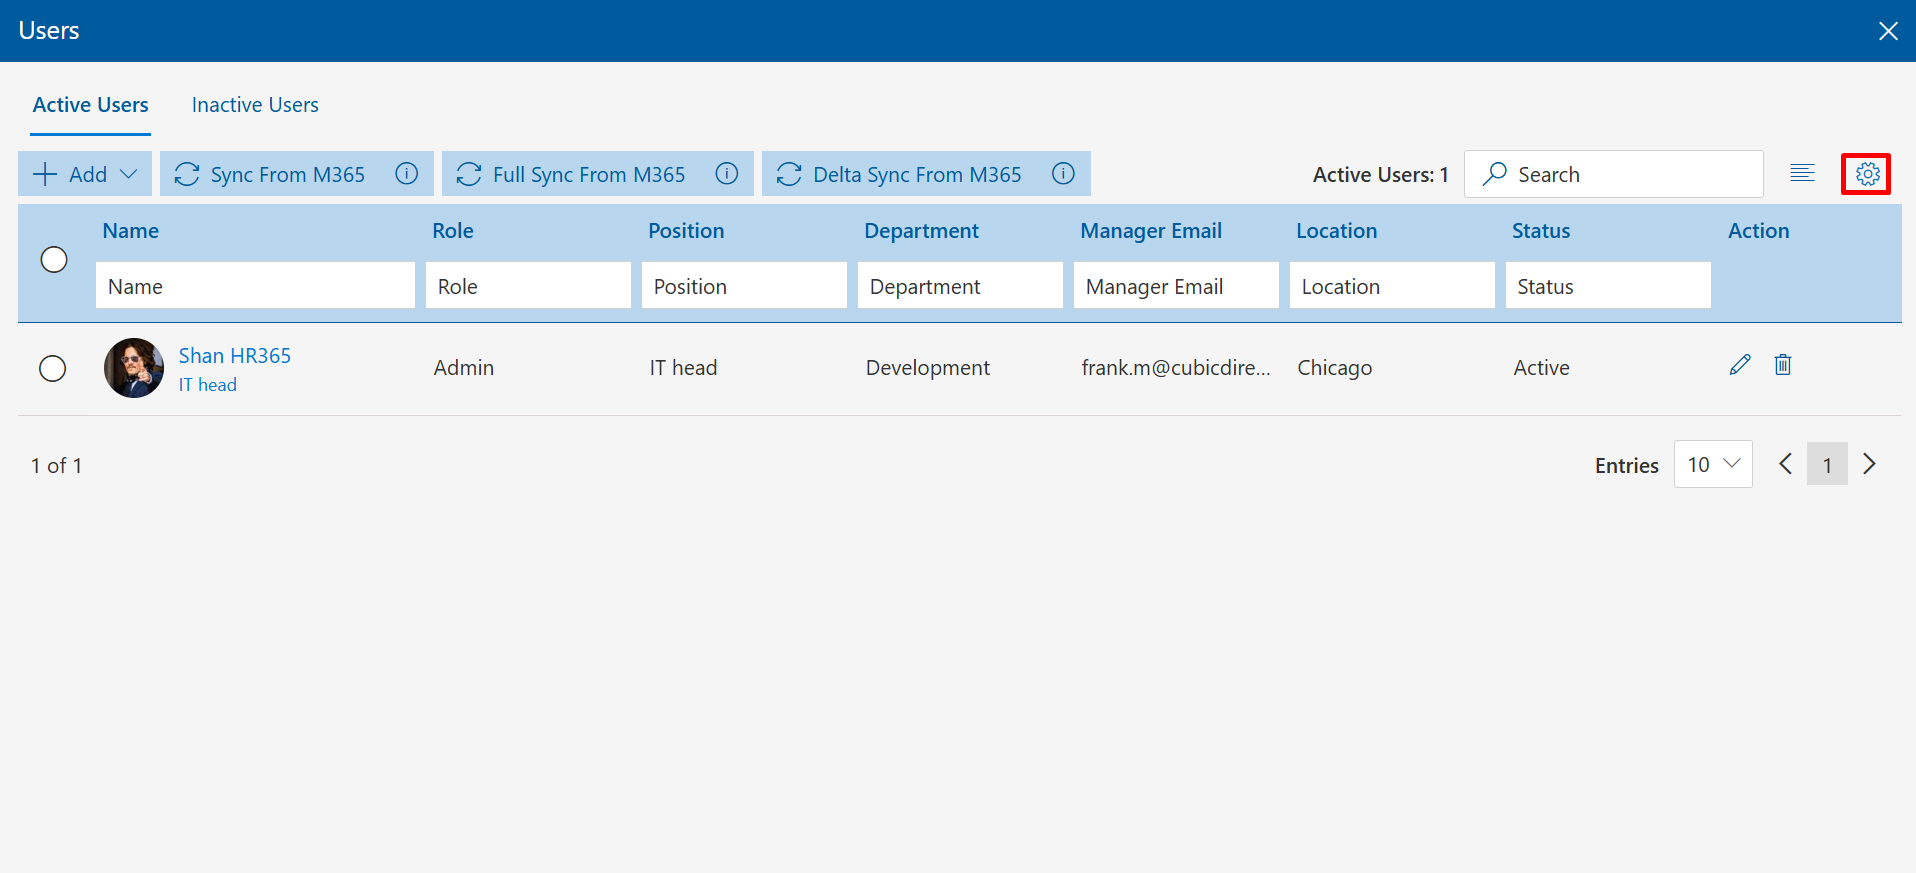 Users
Active Users Inactive Users
Add Sync From M365 Full Sync From M365 Delta Sync From M365 Active Users: 1 Search
Name Role Position Department Manager Email Location Status Action
Name Role Position Department Manager Email Location Status
Shan HR365
IT head
Admin IT head Development frank.m@cubicdire... Chicago Active
1 of 1 Entries 10 1